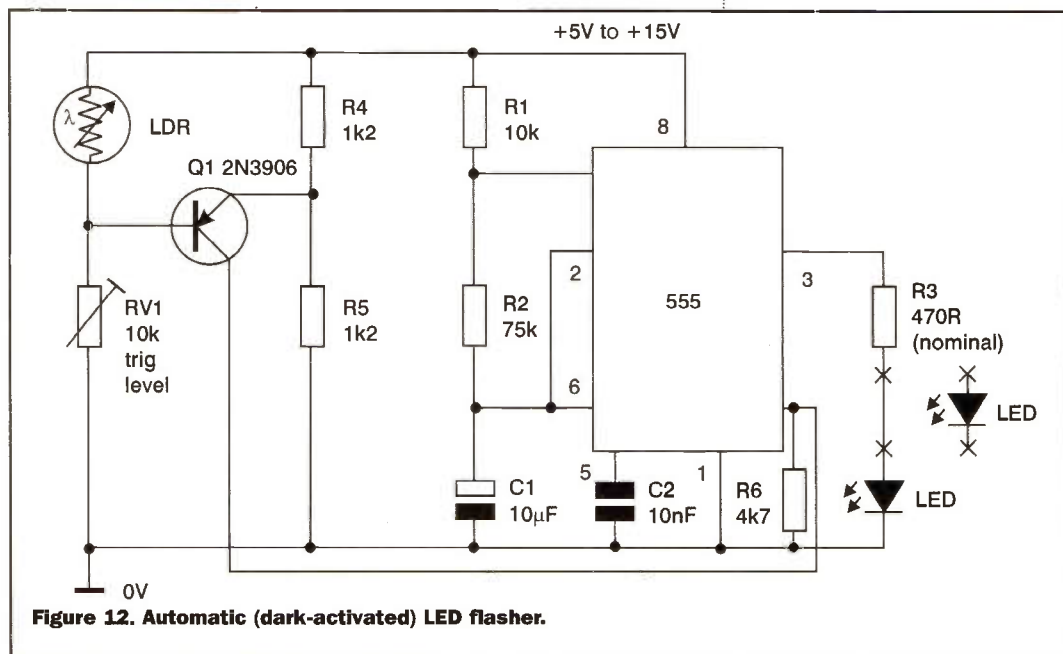 +5V to +15V
λ
LDR
R4
1k2
R1
10k
8
Q1 2N3906
2
555
3
R3
470R
(nominal)
RV1
10k
trig
level
R5
1k2
R2
75k
6
LED
C1
10µF
5
C2
10nF
1
R6
4k7
LED
0V
Figure 12. Automatic (dark-activated) LED flasher.